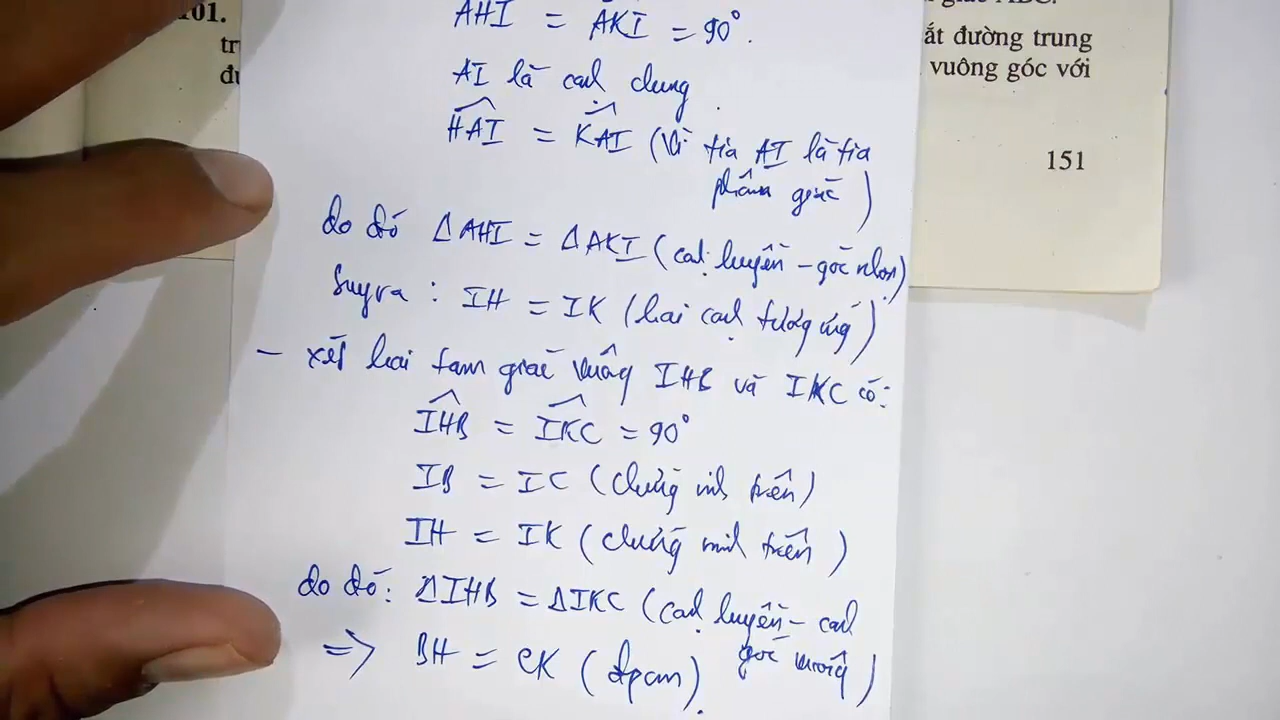 101.
tr
đu
giác ABC.
ắt đường trung
vuông góc với
151
AHI = AKI = 90°.
AI là cạnh chung.
HAI = KAI (Vì tia AI là tia
phân giác)
do đó ΔAHI = ΔAKI (cạnh huyền - góc nhọn)
Suy ra : IH = IK (hai cạnh tương ứng)
- xét hai tam giác vuông IHB và IKC có:
IHB = IKC = 90°
IB = IC (chứng minh trên)
IH = IK (chứng minh trên)
do đó: ΔIHB = ΔIKC (cạnh huyền - cạnh
góc vuông)
=> BH = CK (đpcm).